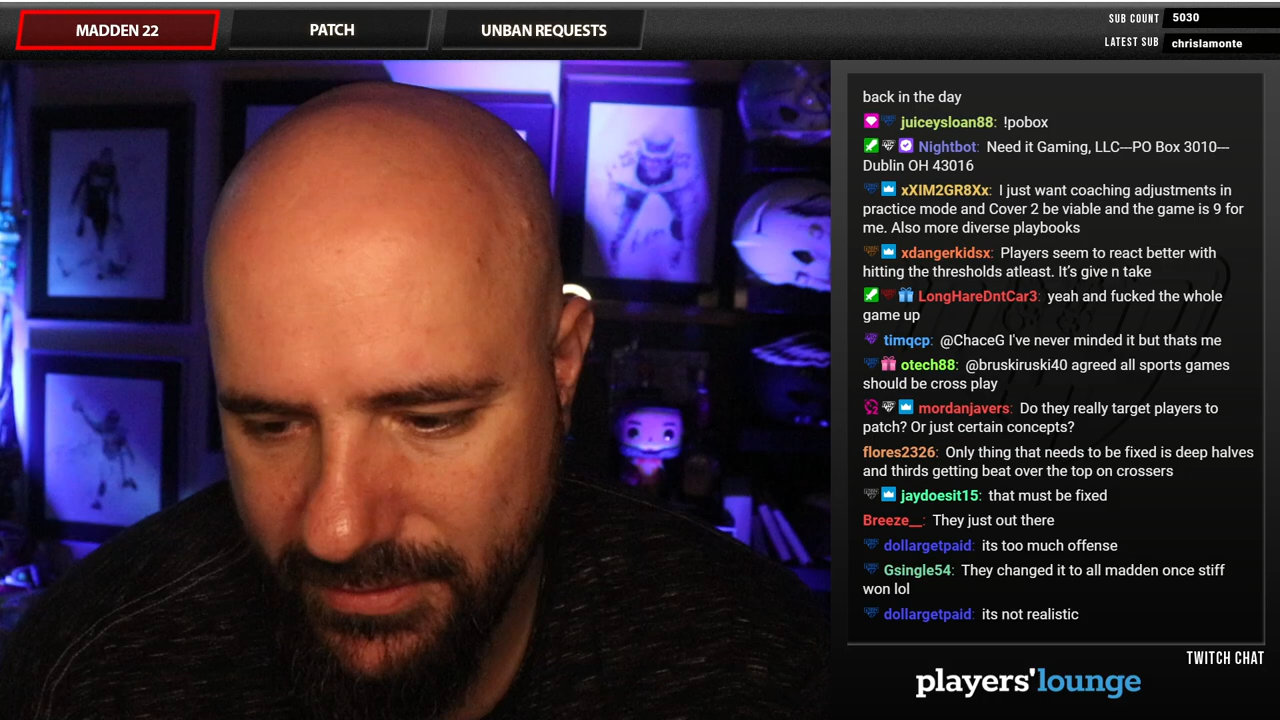 MADDEN 22
PATCH
UNBAN REQUESTS
SUB COUNT 5030
LATEST SUB chrislamonte
back in the day
juiceysloan88: !pobox
Nightbot: Need it Gaming, LLC---PO Box 3010---
Dublin OH 43016
xXIM2GR8Xx: I just want coaching adjustments in
practice mode and Cover 2 be viable and the game is 9 for
me. Also more diverse playbooks
xdangerkidsx: Players seem to react better with
hitting the thresholds atleast. It's give n take
LongHareDntCar3: yeah and fucked the whole
game up
timqcp: @ChaceG I've never minded it but thats me
otech88: @bruskiruski40 agreed all sports games
should be cross play
mordanjavers: Do they really target players to
patch? Or just certain concepts?
flores2326: Only thing that needs to be fixed is deep halves
and thirds getting beat over the top on crossers
jaydoesit15: that must be fixed
Breeze__: They just out there
dollargetpaid: its too much offense
Gsingle54: They changed it to all madden once stiff
won lol
dollargetpaid: its not realistic
TWITCH CHAT
players'lounge